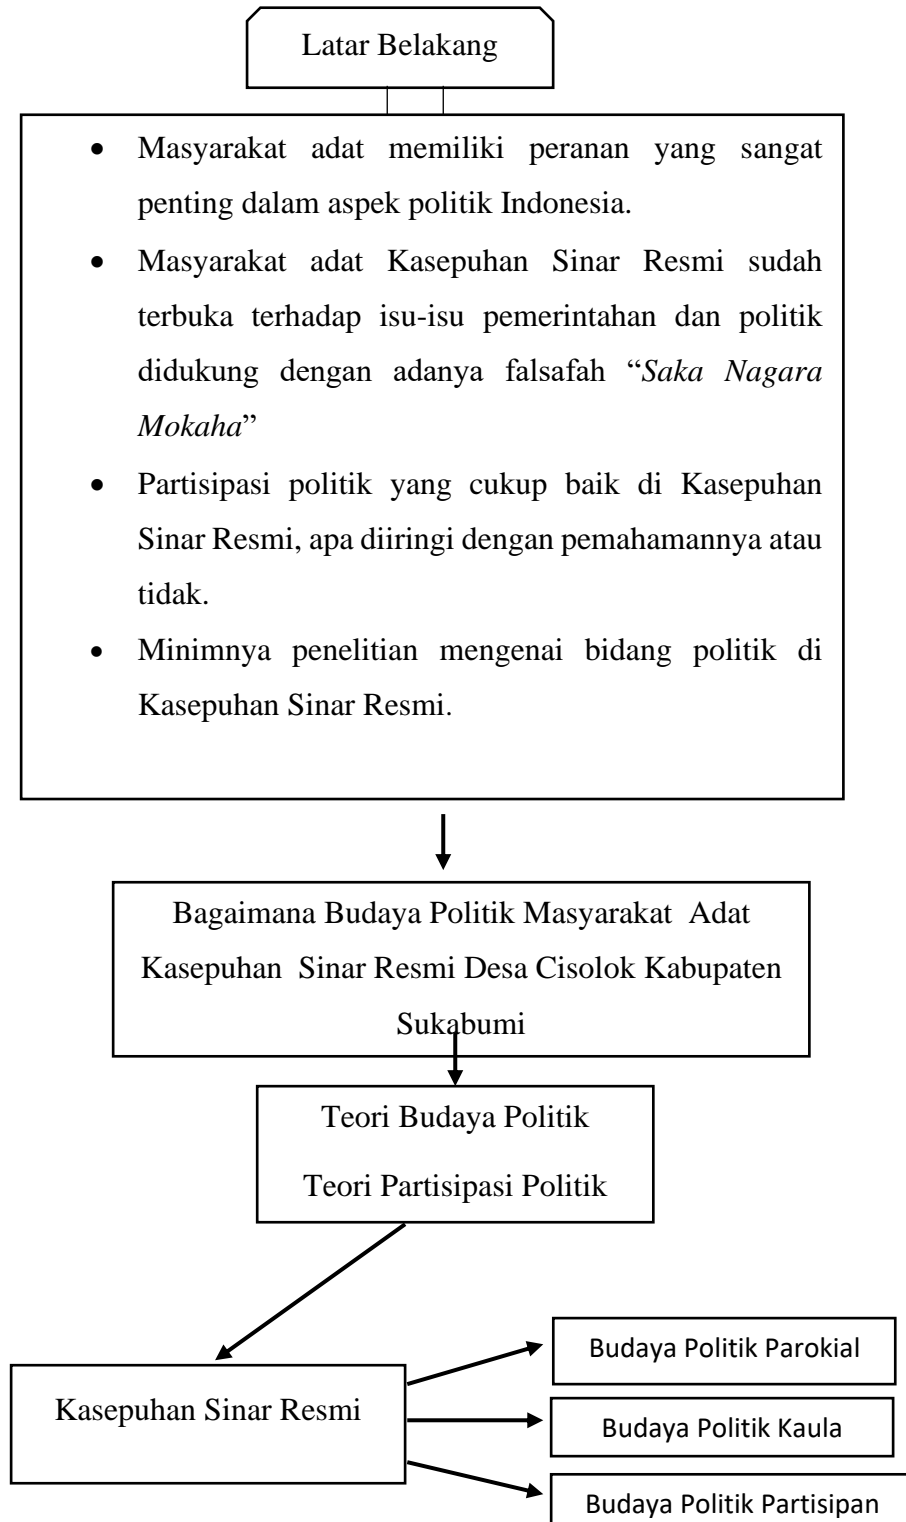 Latar Belakang
• Masyarakat adat memiliki peranan yang sangat
penting dalam aspek politik Indonesia.
• Masyarakat adat Kasepuhan Sinar Resmi sudah
terbuka terhadap isu-isu pemerintahan dan politik
didukung dengan adanya falsafah “Saka Nagara
Mokaha”
• Partisipasi politik yang cukup baik di Kasepuhan
Sinar Resmi, apa diiringi dengan pemahamannya atau
tidak.
• Minimnya penelitian mengenai bidang politik di
Kasepuhan Sinar Resmi.
Bagaimana Budaya Politik Masyarakat Adat
Kasepuhan Sinar Resmi Desa Cisolok Kabupaten
Sukabumi
Teori Budaya Politik
Teori Partisipasi Politik
Kasepuhan Sinar Resmi
Budaya Politik Parokial
Budaya Politik Kaula
Budaya Politik Partisipan